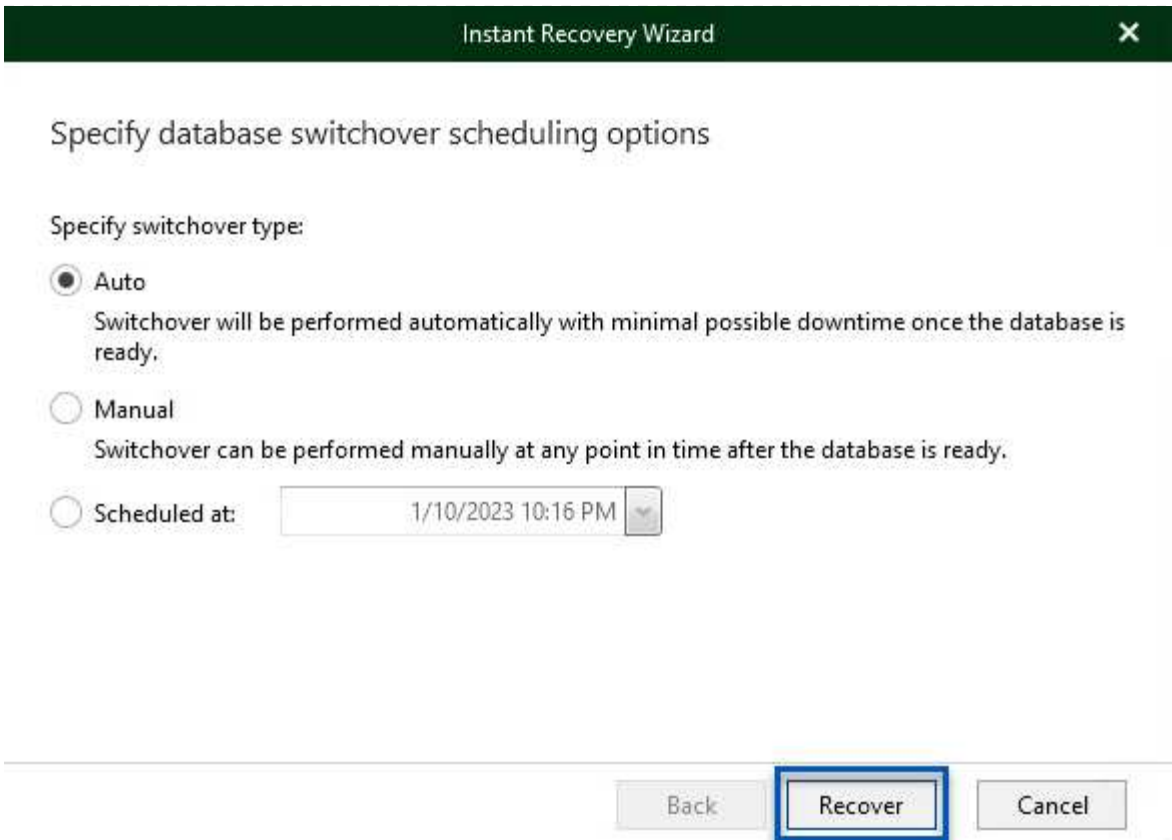 Instant Recovery Wizard
Specify database switchover scheduling options
Specify switchover type:
Auto
Switchover will be performed automatically with minimal possible downtime once the database is
ready.
Manual
Switchover can be performed manually at any point in time after the database is ready.
Scheduled at: 1/10/2023 10:16 PM
Back Recover Cancel